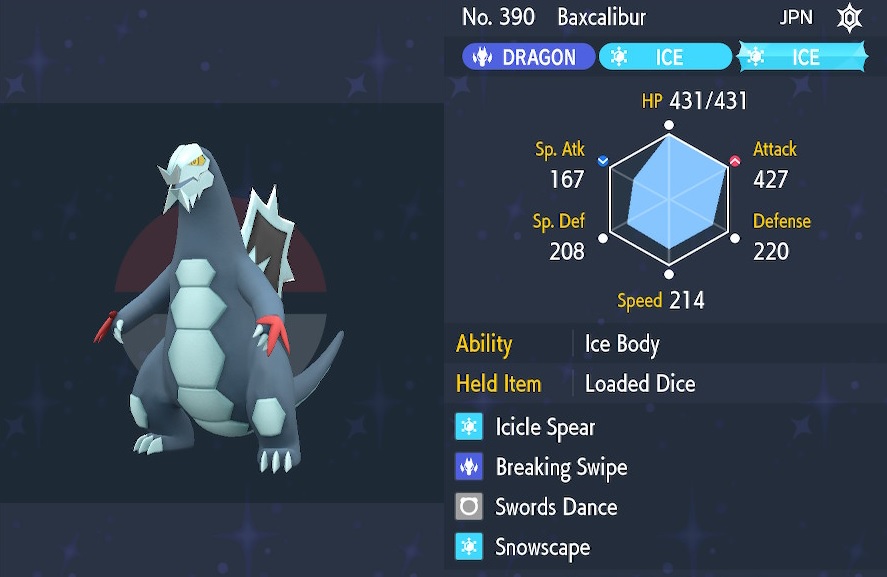 No. 390 Baxcalibur JPN
DRAGON ICE ICE
HP 431/431
Sp. Atk Attack
167 427
Sp. Def Defense
208 220
Speed 214
Ability Ice Body
Held Item Loaded Dice
Icicle Spear
Breaking Swipe
Swords Dance
Snowscape